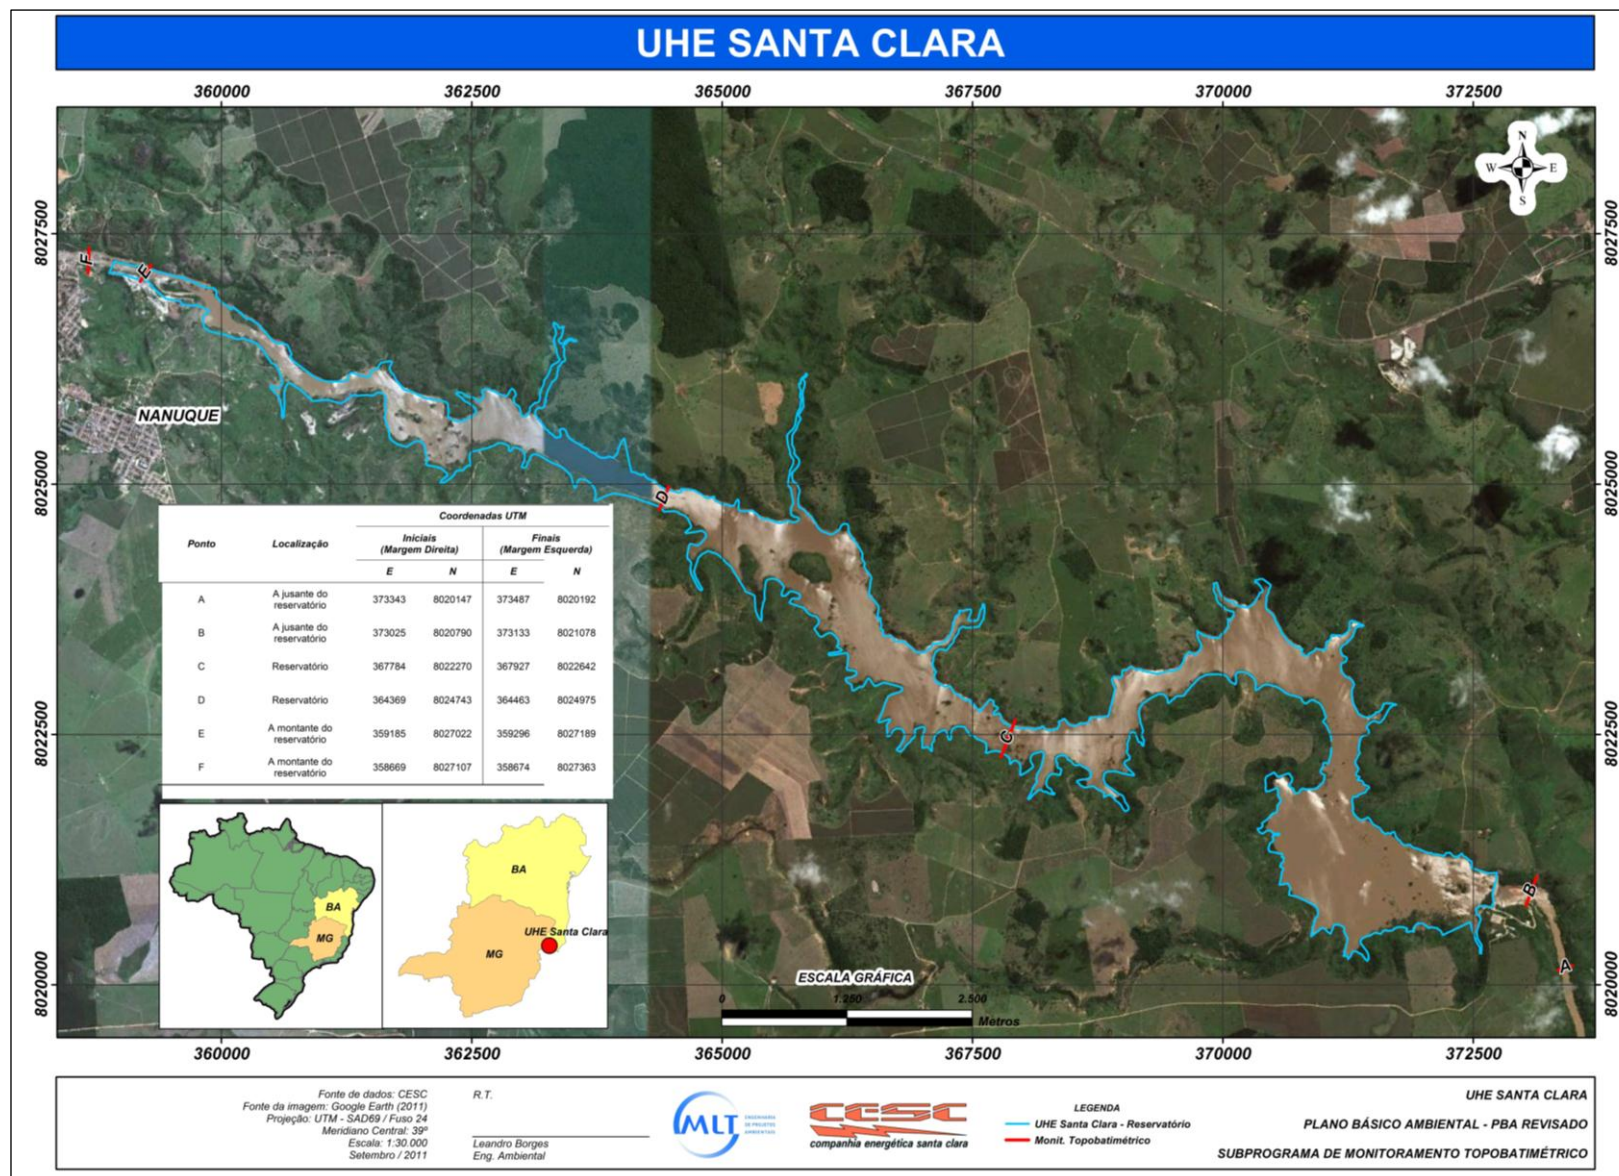 UHE SANTA CLARA
360000 362500 365000 367500 370000 372500
8027500 8027500
F
E
NANUQUE
8025000 8025000
D
Coordenadas UTM
Ponto Localização Iniciais (Margem Direita) Finais (Margem Esquerda)
E N E N
A A jusante do reservatório 373343 8020147 373487 8020192
B A jusante do reservatório 373025 8020790 373133 8021078
C Reservatório 367784 8022270 367927 8022642
D Reservatório 364369 8024743 364463 8024975
E A montante do reservatório 359185 8027022 359296 8027189
F A montante do reservatório 358669 8027107 358674 8027363
N
W E
S
8022500 8022500
C
B
A
BA
MG
BA
MG
UHE Santa Clara
8020000 8020000
ESCALA GRÁFICA
0 1.250 2.500
Metros
360000 362500 365000 367500 370000 372500
Fonte de dados: CESC
Fonte da imagem: Google Earth (2011)
Projeção: UTM - SAD69 / Fuso 24
Meridiano Central: 39º
Escala: 1:30.000
Setembro / 2011
R.T.
Leandro Borges
Eng. Ambiental
MLT
ENGENHARIA
DE PROJETOS
AMBIENTAIS
CESC
companhia energética santa clara
LEGENDA
UHE Santa Clara - Reservatório
Monit. Topobatimétrico
UHE SANTA CLARA
PLANO BÁSICO AMBIENTAL - PBA REVISADO
SUBPROGRAMA DE MONITORAMENTO TOPOBATIMÉTRICO